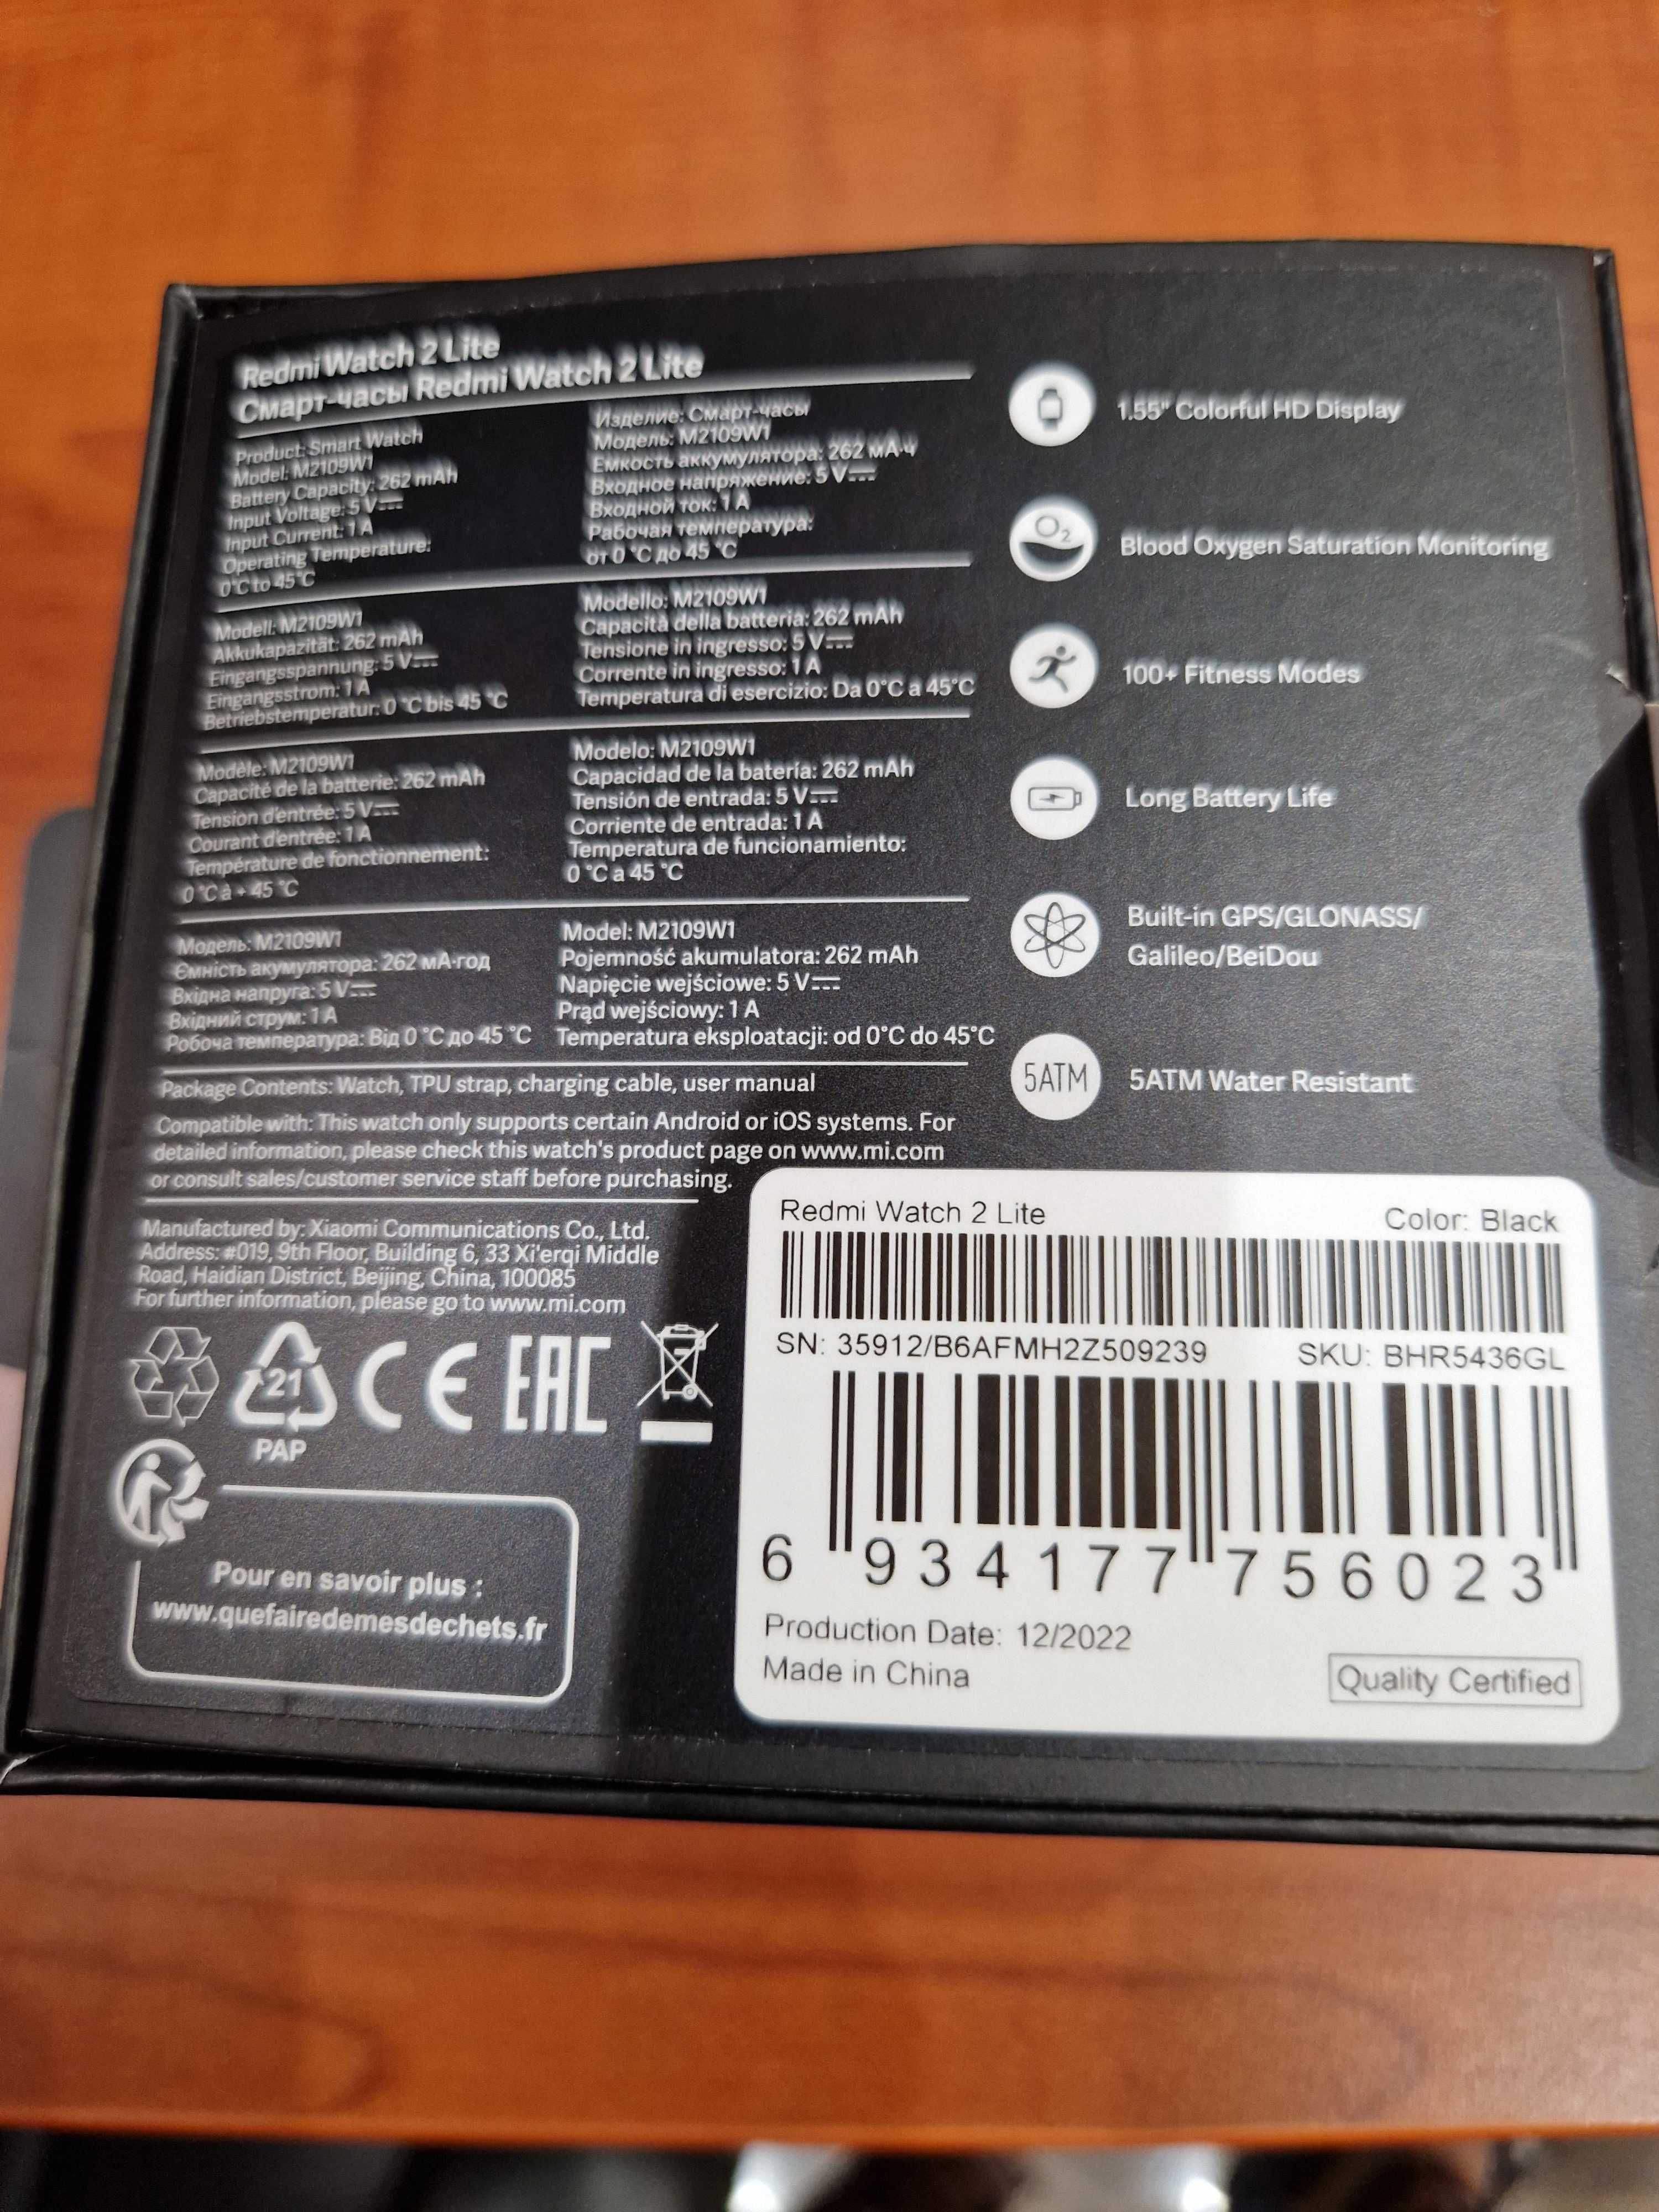 Redmi Watch 2 Lite
Смарт-часы Redmi Watch 2 Lite
Product: Smart Watch
Model: M2109W1
Battery Capacity: 262 mAh
Input Voltage: 5 V⎓
Input Current: 1 A
Operating Temperature:
0°C to 45°C
Изделие: Смарт-часы
Модель: M2109W1
Емкость аккумулятора: 262 мА·ч
Входное напряжение: 5 V⎓
Входной ток: 1 A
Рабочая температура:
от 0 °C до 45 °C
Modell: M2109W1
Akkukapazität: 262 mAh
Eingangsspannung: 5 V⎓
Eingangsstrom: 1 A
Betriebstemperatur: 0 °C bis 45 °C
Modello: M2109W1
Capacità della batteria: 262 mAh
Tensione in ingresso: 5 V⎓
Corrente in ingresso: 1 A
Temperatura di esercizio: Da 0°C a 45°C
Modèle: M2109W1
Capacité de la batterie: 262 mAh
Tension d'entrée: 5 V⎓
Courant d'entrée: 1 A
Température de fonctionnement:
0 °C à + 45 °C
Modelo: M2109W1
Capacidad de la batería: 262 mAh
Tensión de entrada: 5 V⎓
Corriente de entrada: 1 A
Temperatura de funcionamiento:
0 °C a 45 °C
Модель: M2109W1
Ємність акумулятора: 262 мА·год
Вхідна напруга: 5 V⎓
Вхідний струм: 1 A
Робоча температура: Від 0 °C до 45 °C
Model: M2109W1
Pojemność akumulatora: 262 mAh
Napięcie wejściowe: 5 V⎓
Prąd wejściowy: 1 A
Temperatura eksploatacji: od 0°C do 45°C
Package Contents: Watch, TPU strap, charging cable, user manual
Compatible with: This watch only supports certain Android or iOS systems. For
detailed information, please check this watch's product page on www.mi.com
or consult sales/customer service staff before purchasing.
Manufactured by: Xiaomi Communications Co., Ltd.
Address: #019, 9th Floor, Building 6, 33 Xi'erqi Middle
Road, Haidian District, Beijing, China, 100085
For further information, please go to www.mi.com
21
PAP
CE
EAC
Pour en savoir plus :
www.quefairedemesdechets.fr
1.55" Colorful HD Display
O2
Blood Oxygen Saturation Monitoring
100+ Fitness Modes
Long Battery Life
Built-in GPS/GLONASS/
Galileo/BeiDou
5ATM
5ATM Water Resistant
Redmi Watch 2 Lite
Color: Black
SN: 35912/B6AFMH2Z509239
SKU: BHR5436GL
6 934177 756023
Production Date: 12/2022
Made in China
Quality Certified